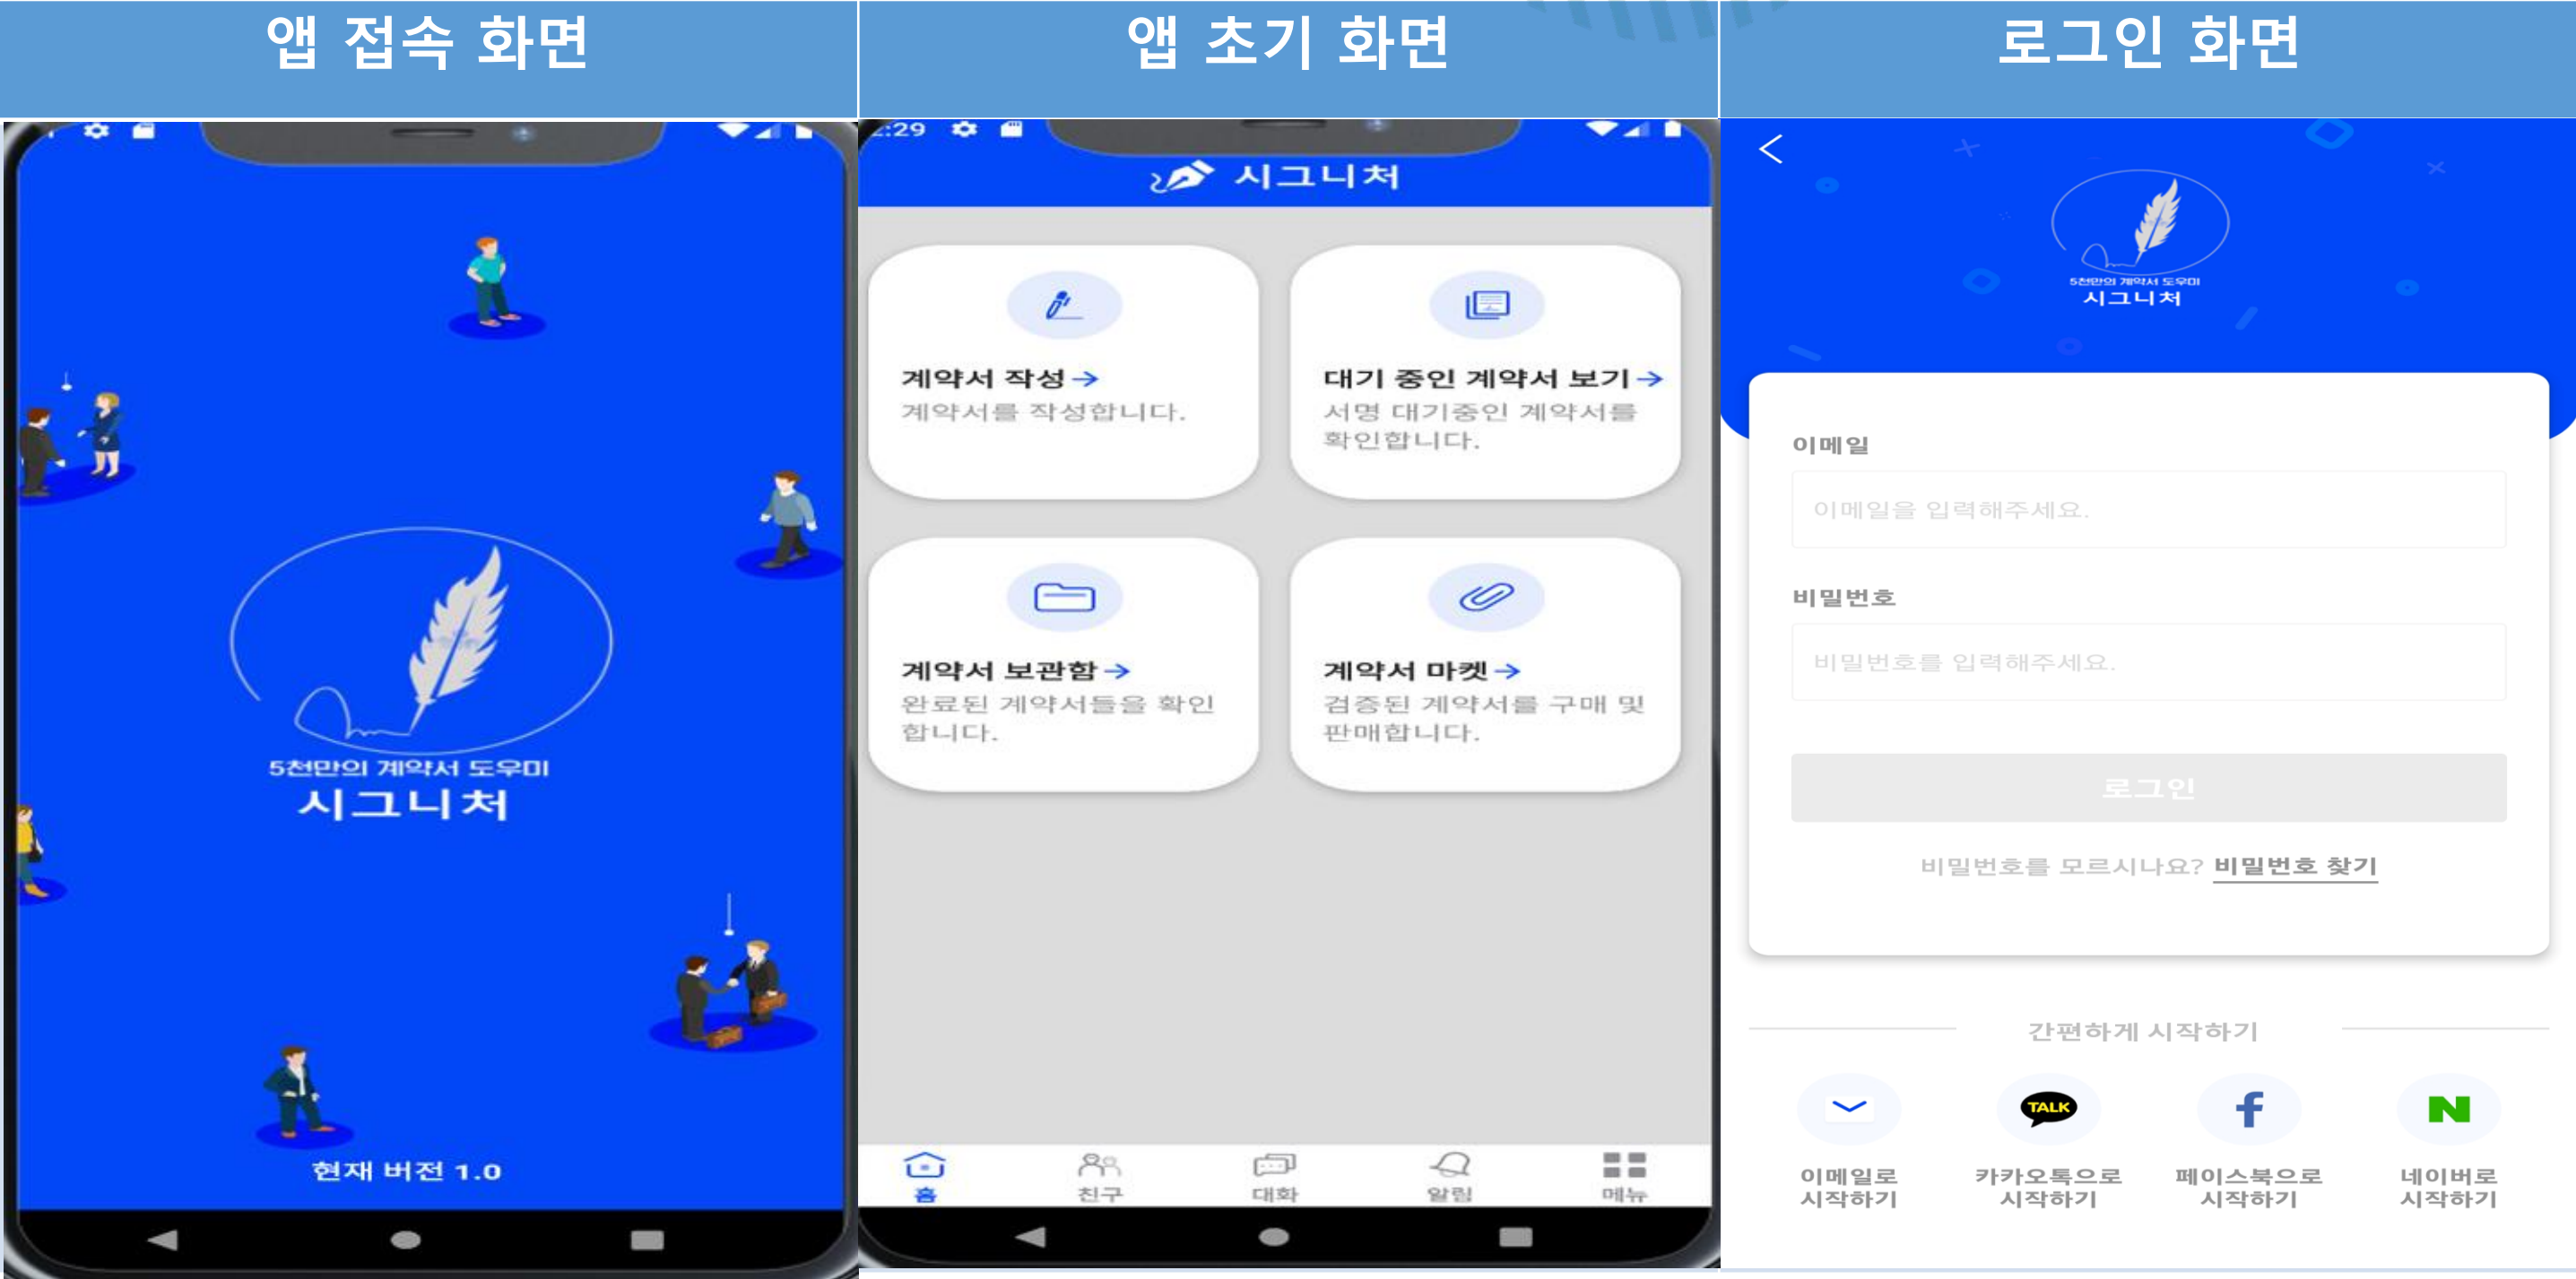 앱 접속 화면
5천만의 계약서 도우미
시그니처
현재 버전 1.0
앱 초기 화면
:29
시그니처
계약서 작성→
계약서를 작성합니다.
대기 중인 계약서 보기→
서명 대기중인 계약서를
확인합니다.
계약서 보관함→
완료된 계약서들을 확인
합니다.
계약서 마켓→
검증된 계약서를 구매 및
판매합니다.
홈
친구
대화
알림
메뉴
로그인 화면
5천만의 계약서 도우미
시그니처
이메일
이메일을 입력해주세요.
비밀번호
비밀번호를 입력해주세요.
로그인
비밀번호를 모르시나요? 비밀번호 찾기
간편하게 시작하기
TALK
f
N
이메일로
시작하기
카카오톡으로
시작하기
페이스북으로
시작하기
네이버로
시작하기